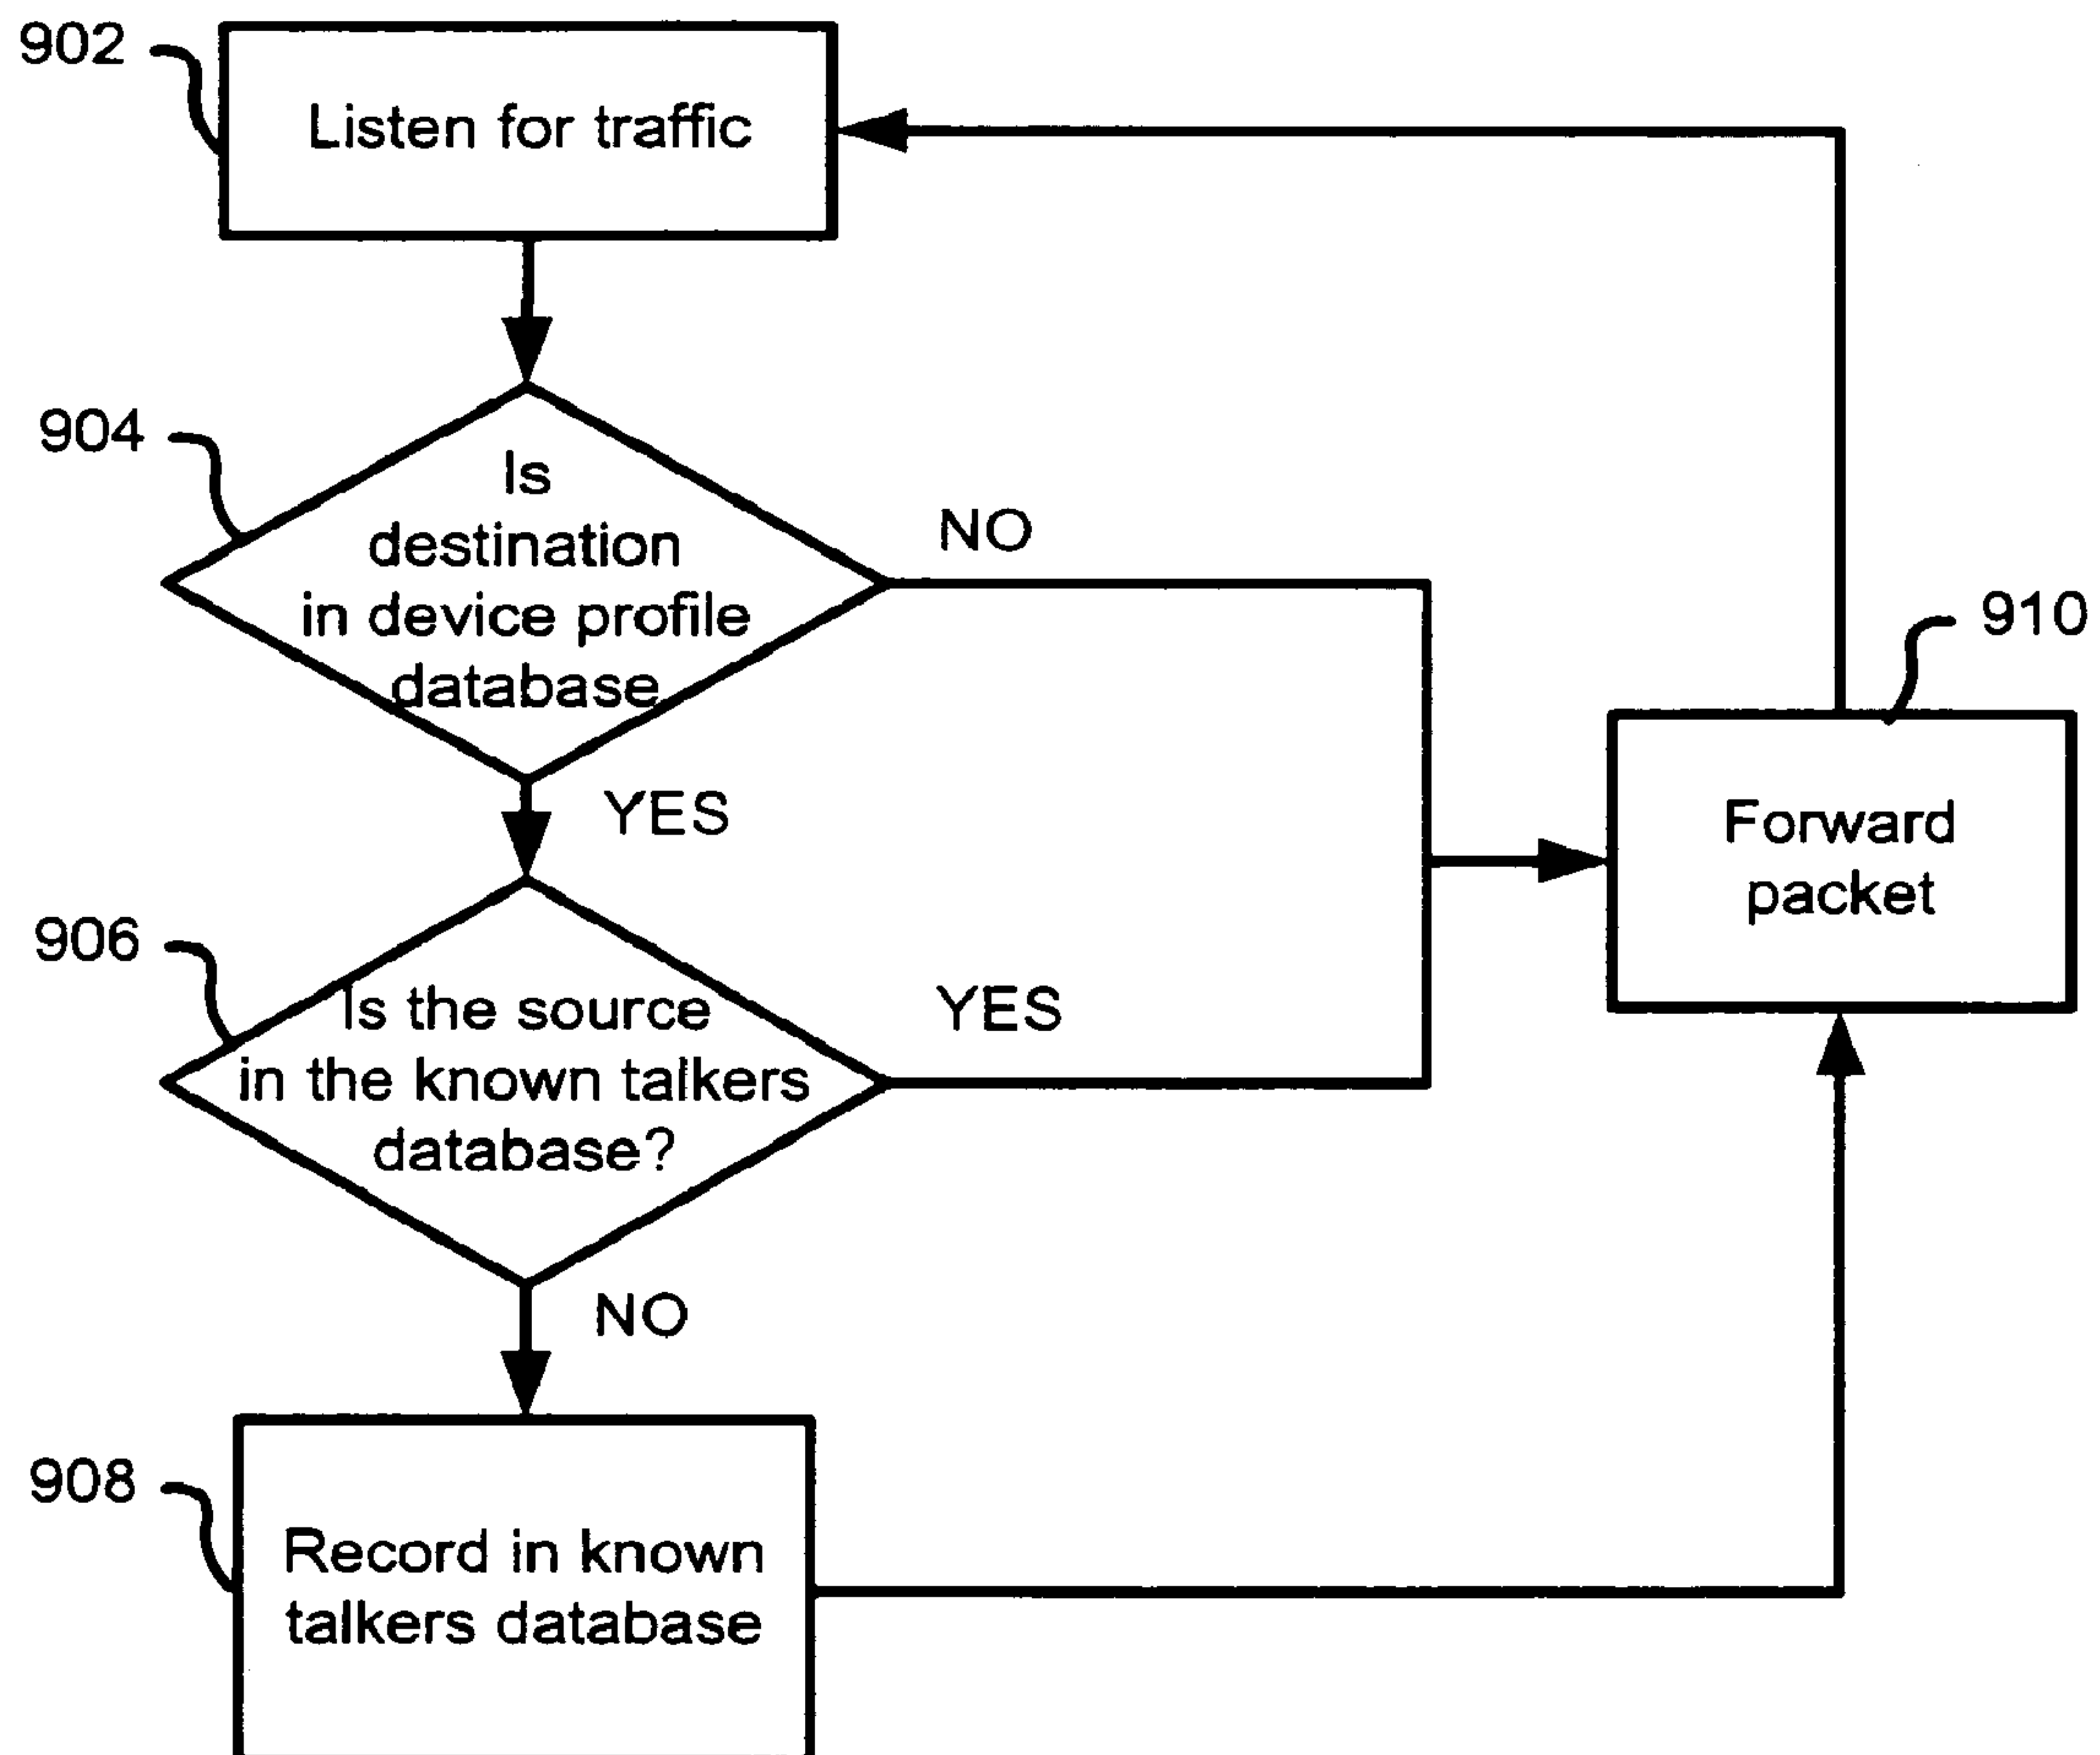 902
Listen for traffic
904
Is
destination
in device profile
database
NO
910
YES
Forward
packet
906
Is the source
in the known talkers
database?
YES
NO
908
Record in known
talkers database